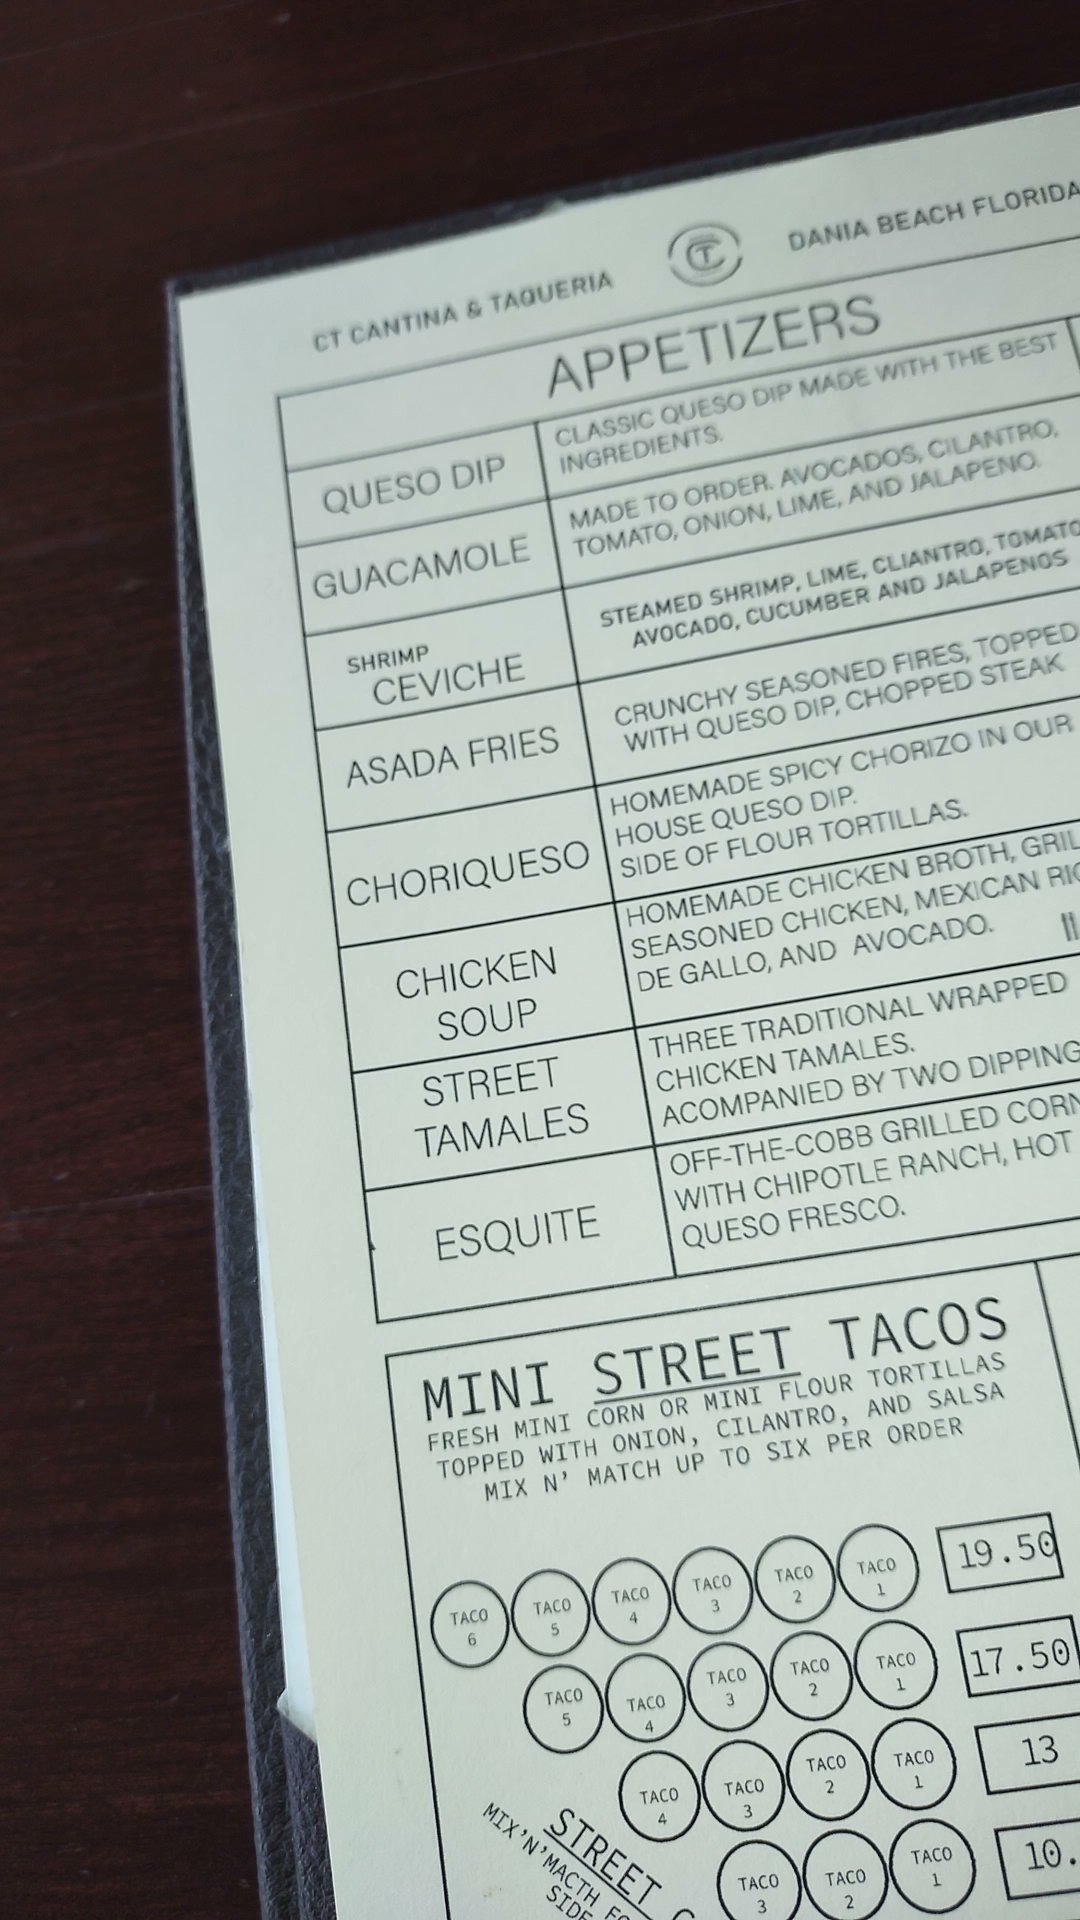 CT CANTINA & TAQUERIA
CT
DANIA BEACH FLORIDA
APPETIZERS
QUESO DIP
CLASSIC QUESO DIP MADE WITH THE BEST
INGREDIENTS.
GUACAMOLE
MADE TO ORDER. AVOCADOS, CILANTRO,
TOMATO, ONION, LIME, AND JALAPENO.
SHRIMP
CEVICHE
STEAMED SHRIMP, LIME, CLIANTRO, TOMATO
AVOCADO, CUCUMBER AND JALAPENOS
ASADA FRIES
CRUNCHY SEASONED FIRES, TOPPED
WITH QUESO DIP, CHOPPED STEAK
CHORIQUESO
HOMEMADE SPICY CHORIZO IN OUR
HOUSE QUESO DIP.
SIDE OF FLOUR TORTILLAS.
CHICKEN
SOUP
HOMEMADE CHICKEN BROTH,
SEASONED CHICKEN, MEXICAN
DE GALLO, AND AVOCADO.
STREET
TAMALES
THREE TRADITIONAL WRAPPED
CHICKEN TAMALES.
ACOMPANIED BY TWO DIPPING
ESQUITE
OFF-THE-COBB GRILLED CORN
WITH CHIPOTLE RANCH, HOT
QUESO FRESCO.
MINI STREET TACOS
FRESH MINI CORN OR MINI FLOUR TORTILLAS
TOPPED WITH ONION, CILANTRO, AND SALSA
MIX N' MATCH UP TO SIX PER ORDER
TACO 6 TACO 5 TACO 4 TACO 3 TACO 2 TACO 1 19.50
TACO 5 TACO 4 TACO 3 TACO 2 TACO 1 17.50
TACO 4 TACO 3 TACO 2 TACO 1 13
TACO 3 TACO 2 TACO 1 10.
STREET
MIX'N'MACTH
SIDE